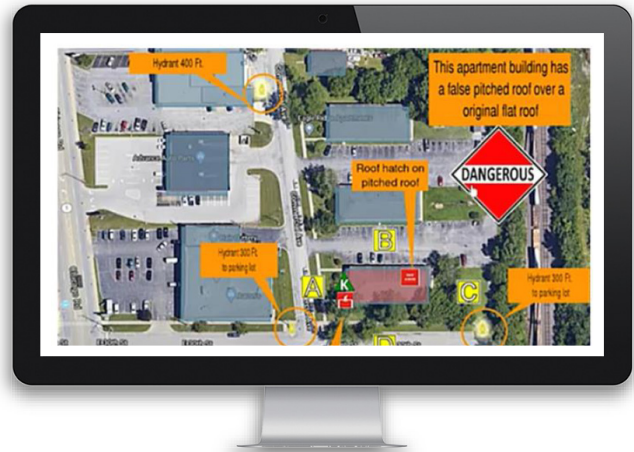 Hydrant 400 Ft.
This apartment building has
a false pitched roof over a
original flat roof
DANGEROUS
Roof hatch on
pitched roof
Hydrant 300 Ft.
to parking lot
Hydrant 300 Ft.
to parking lot
B
A
K
C
D